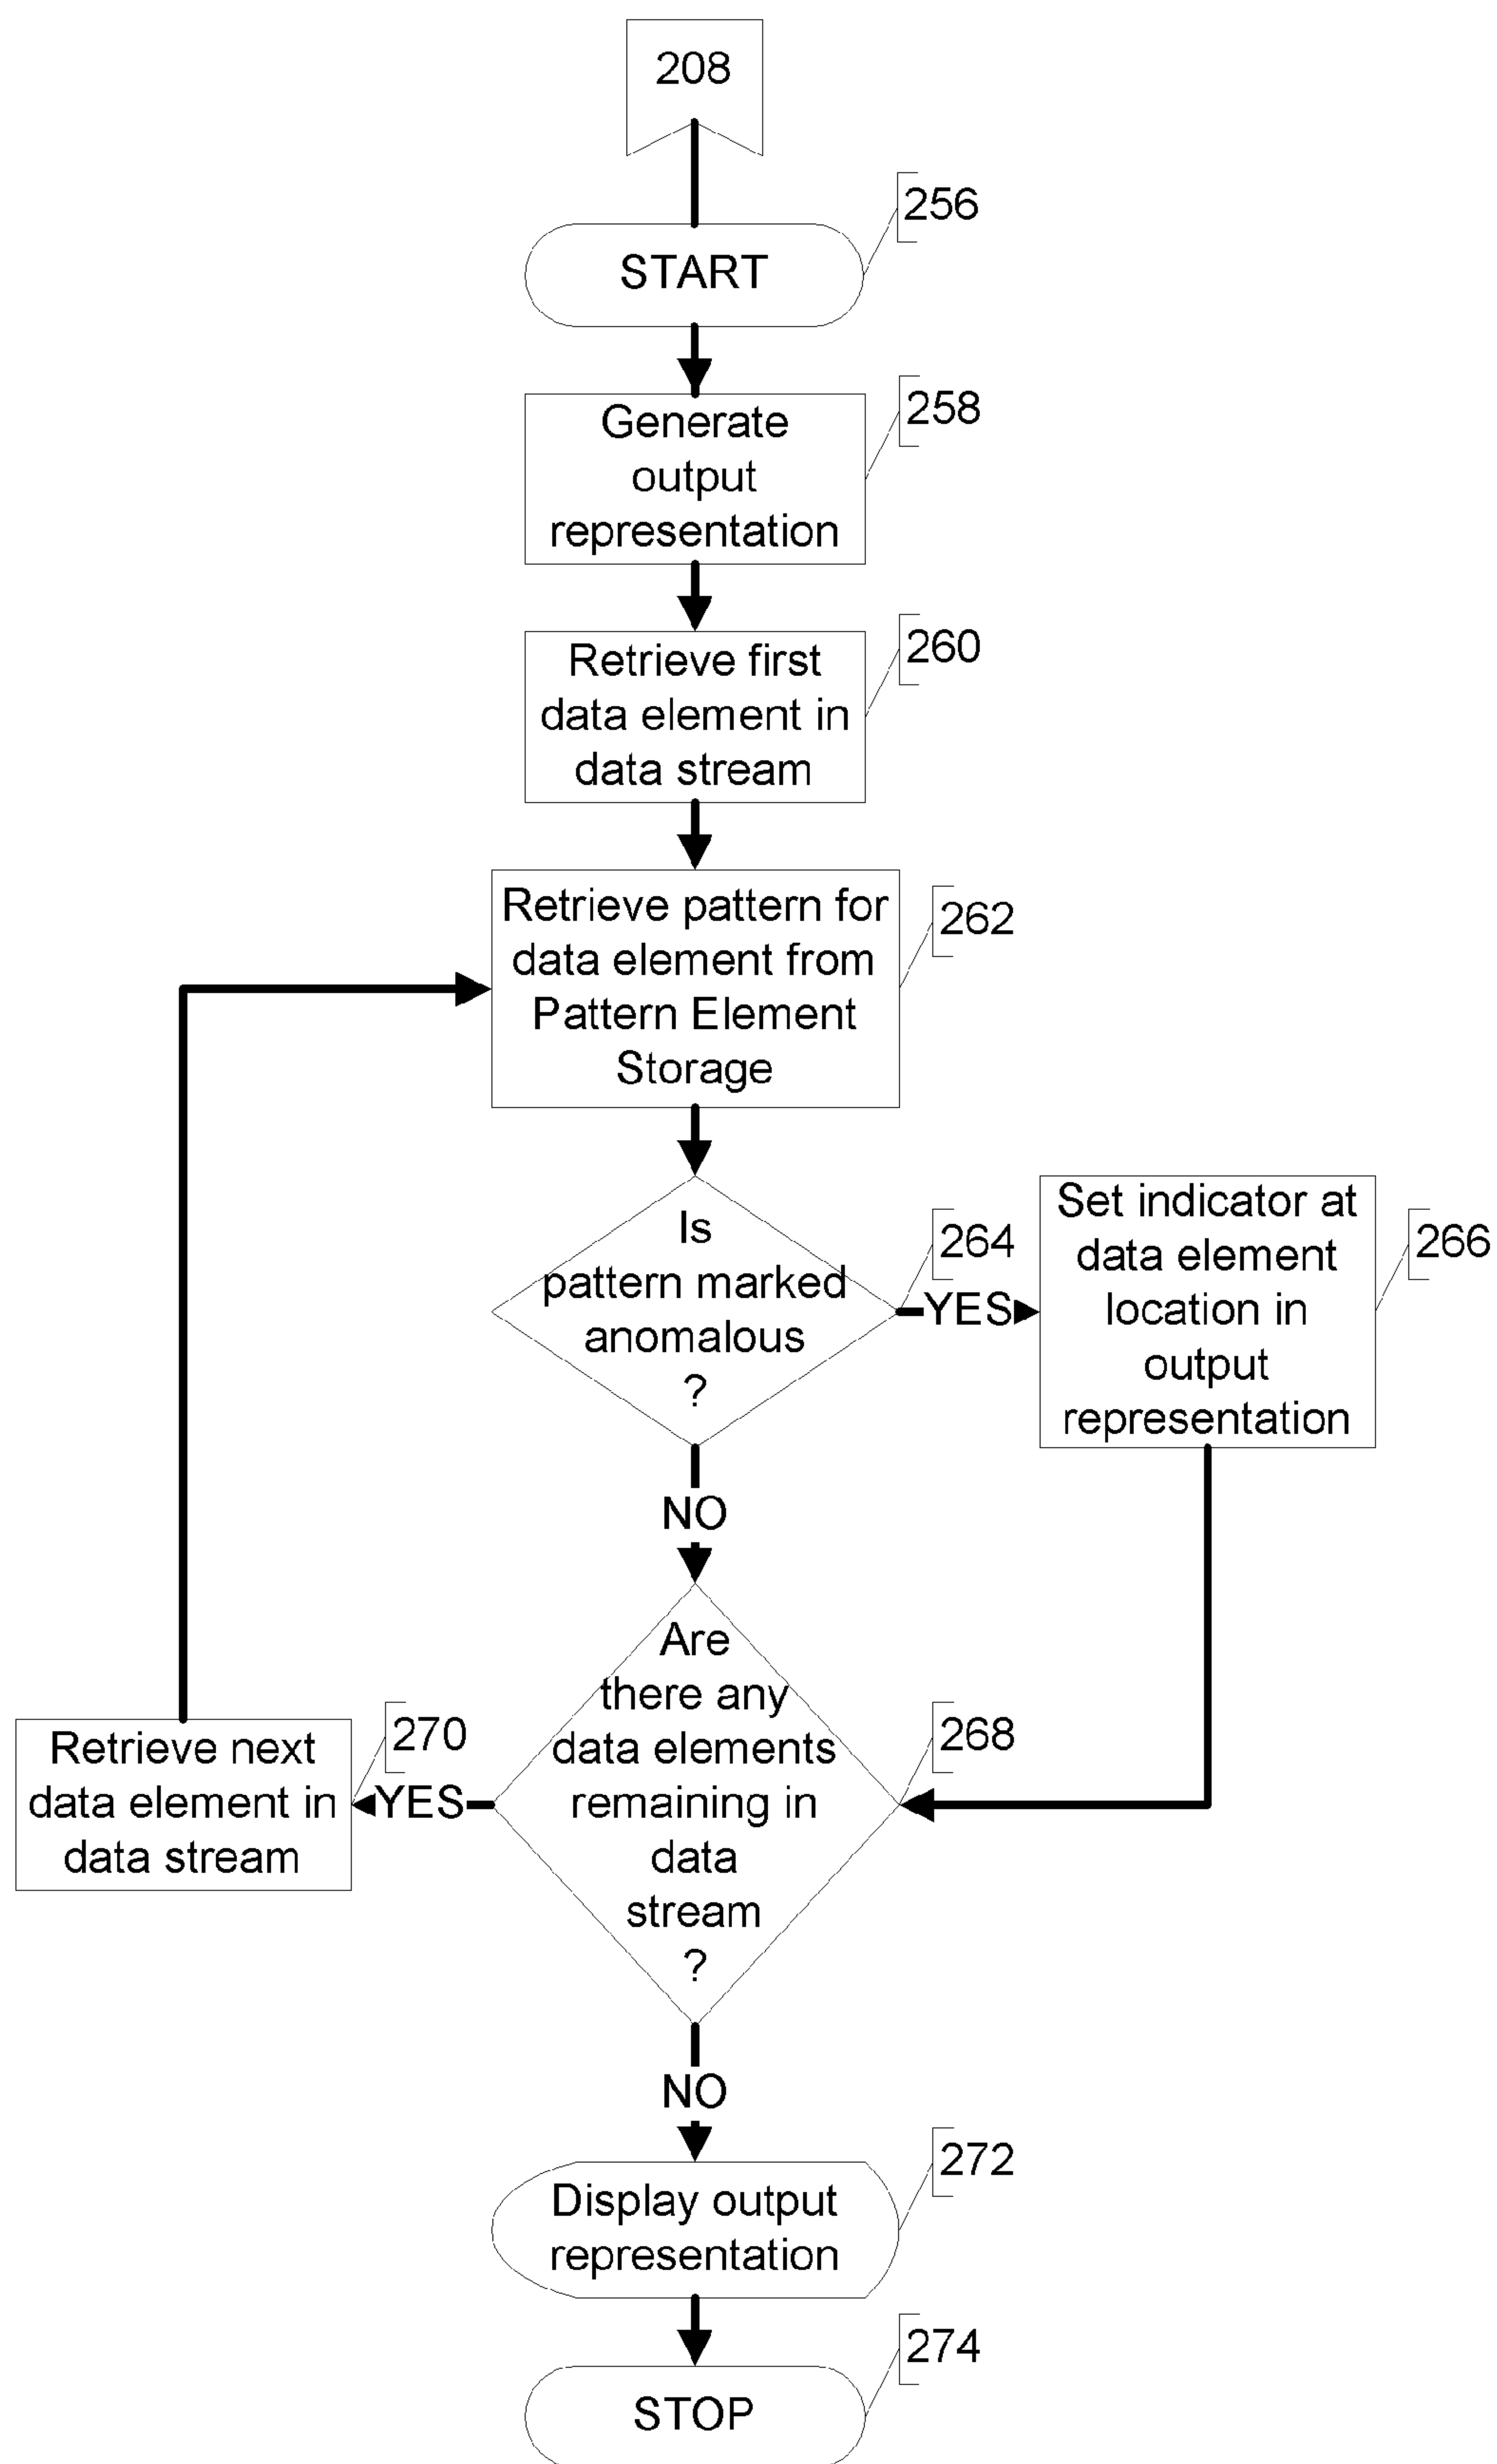 208
256
START
258
Generate
output
representation
260
Retrieve first
data element in
data stream
262
Retrieve pattern for
data element from
Pattern Element
Storage
264
Is
pattern marked
anomalous
?
YES
266
Set indicator at
data element
location in
output
representation
NO
268
Are
there any
data elements
remaining in
data
stream
?
YES
270
Retrieve next
data element in
data stream
NO
272
Display output
representation
274
STOP